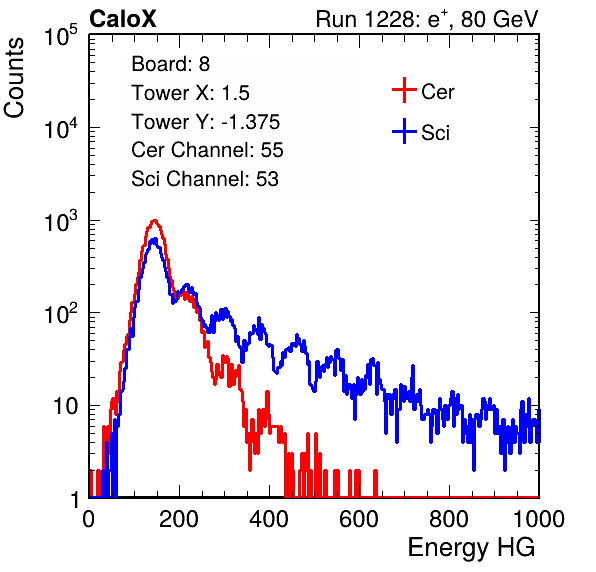 CaloX Run 1228: e⁺, 80 GeV
Board: 8
Tower X: 1.5
Tower Y: -1.375
Cer Channel: 55
Sci Channel: 53
Cer
Sci
Counts
10⁵
10⁴
10³
10²
10
1
0 200 400 600 800 1000
Energy HG